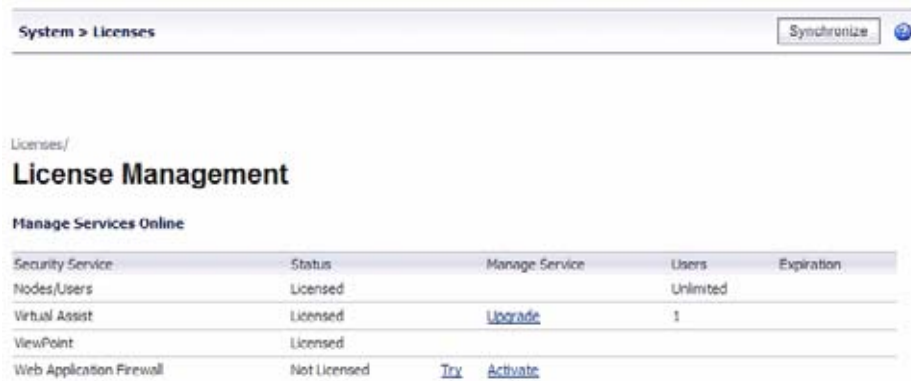 System > Licenses Synchronize ?
Licenses/
License Management
Manage Services Online
Security Service Status Manage Service Users Expiration
Nodes/Users Licensed Unlimited
Virtual Assist Licensed Upgrade 1
ViewPoint Licensed
Web Application Firewall Not Licensed Try Activate